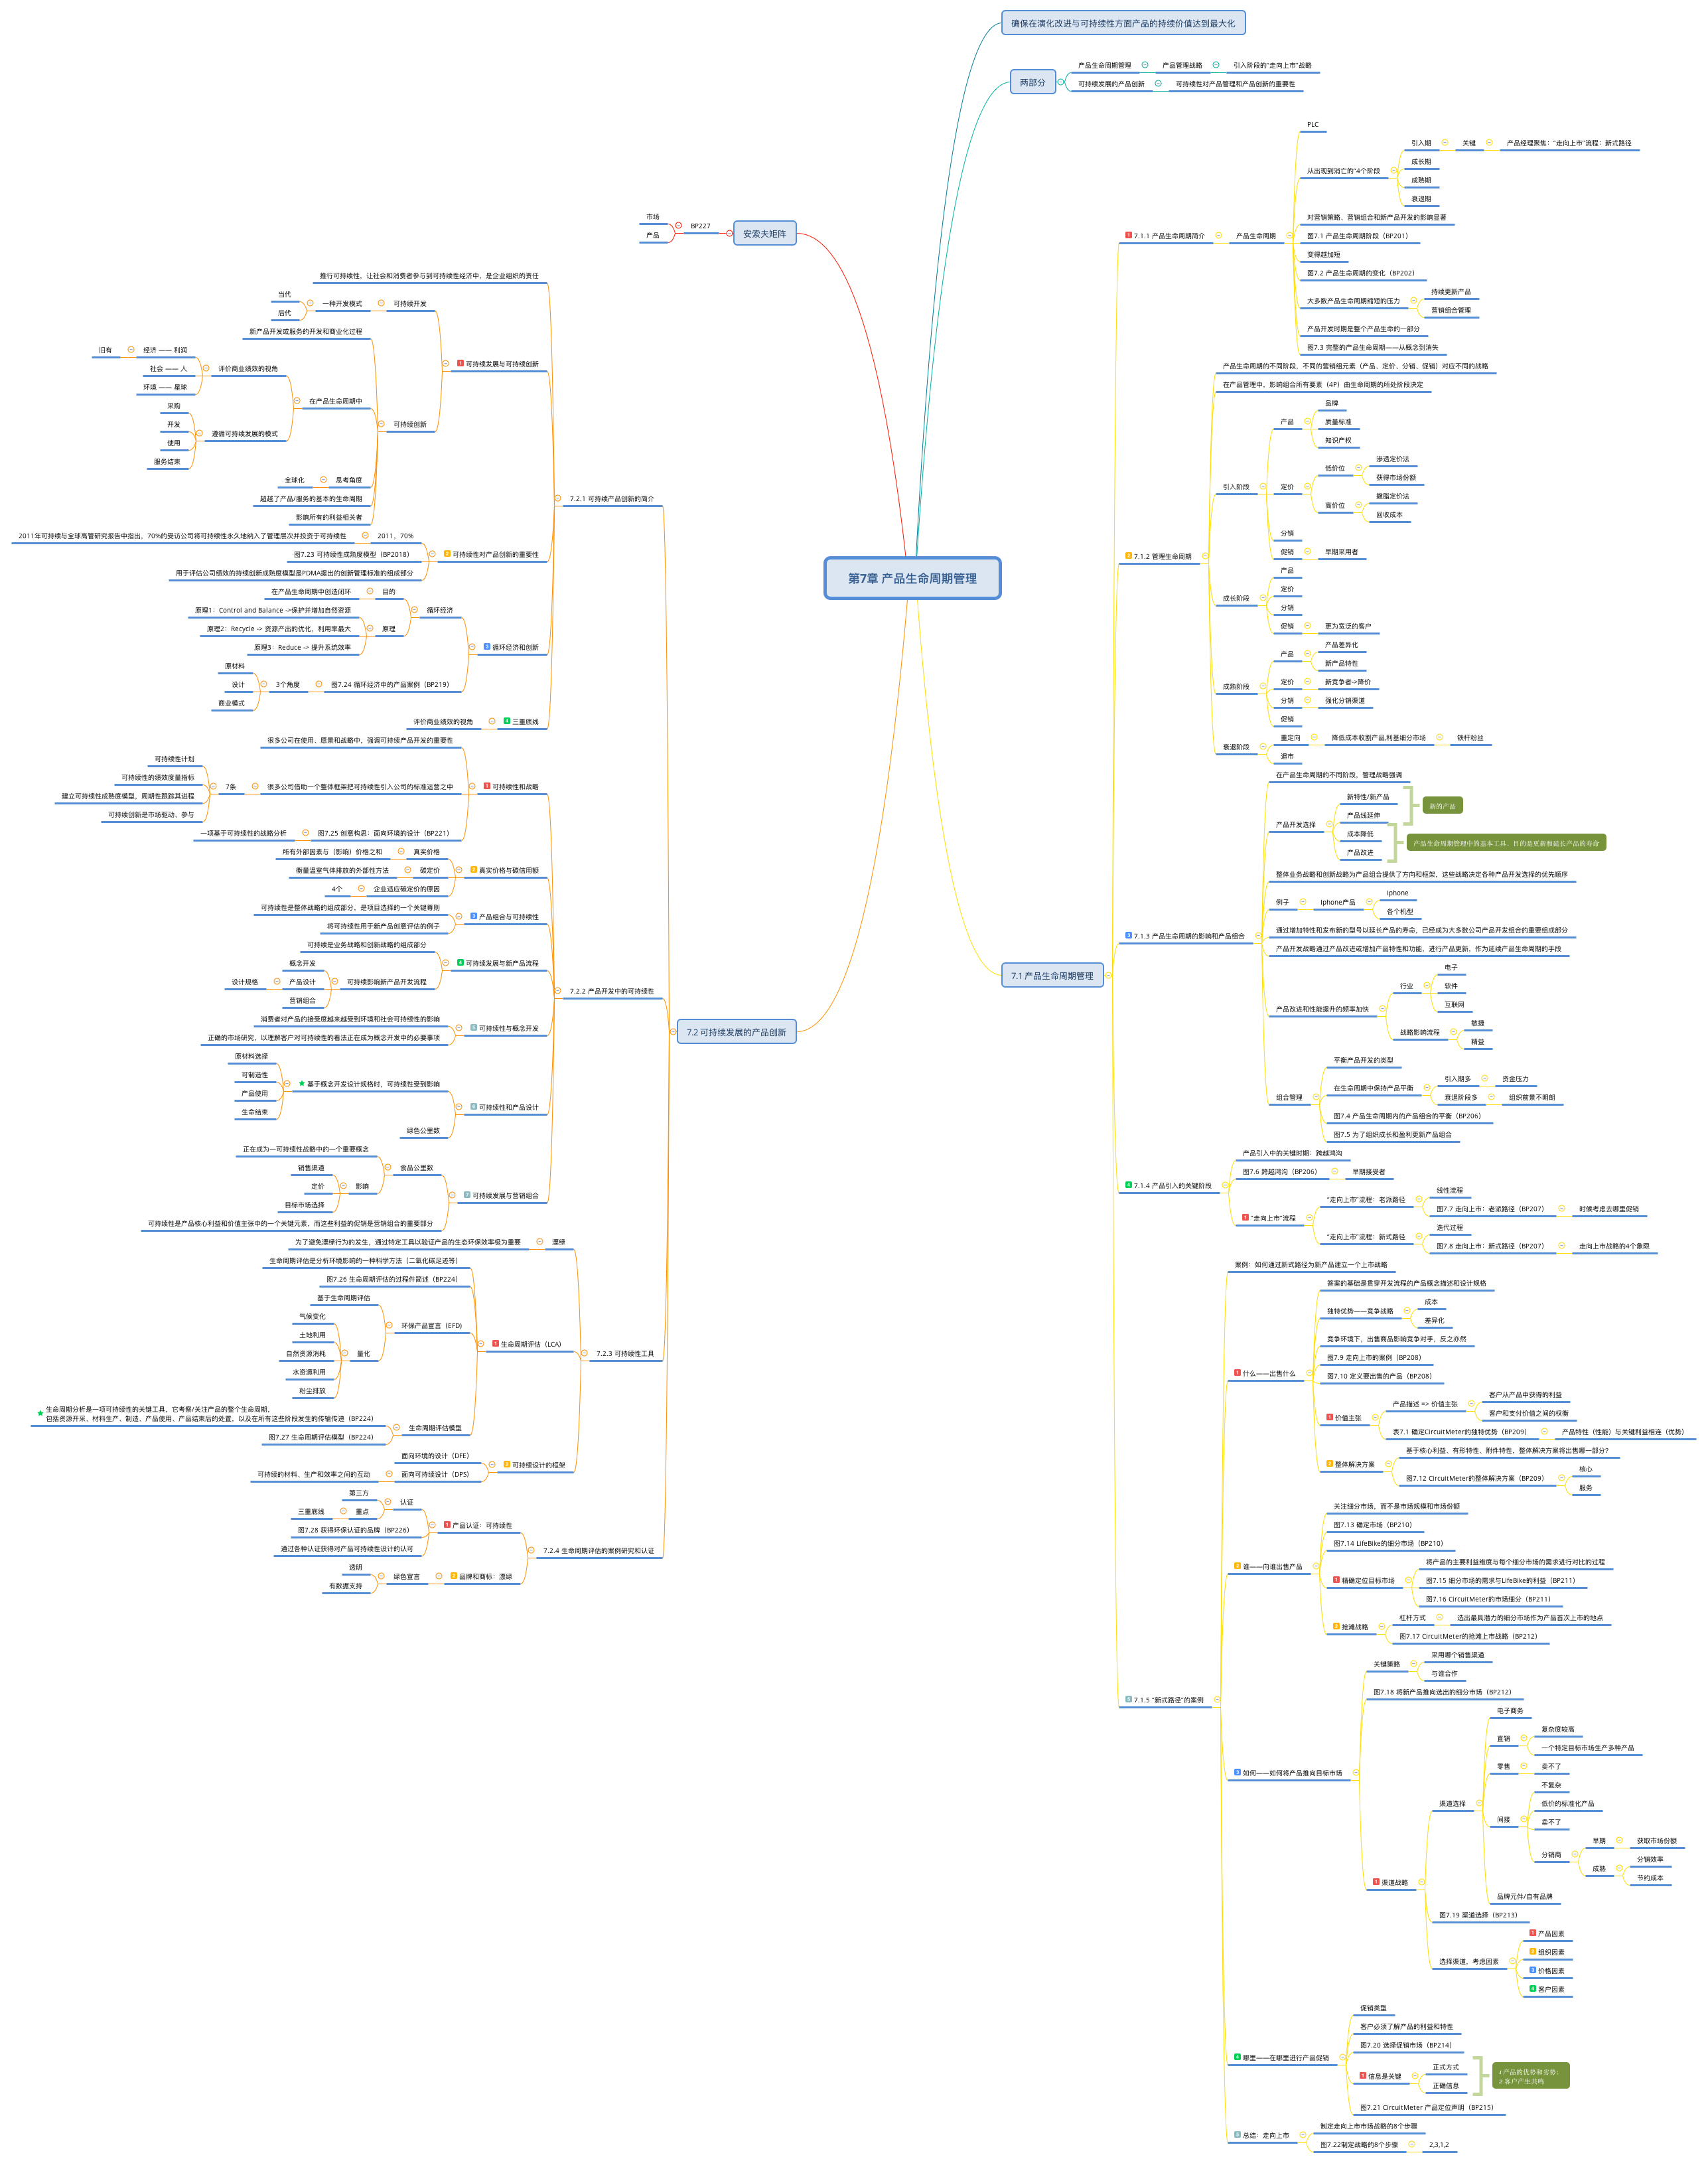 第7章 产品生命周期管理
确保在演化改进与可持续性方面产品的持续价值达到最大化
两部分
产品生命周期管理
产品管理战略
引入阶段的“走向上市”战略
可持续发展的产品创新
可持续性对产品管理和产品创新的重要性
7.1 产品生命周期管理
7.1.1 产品生命周期简介
产品生命周期
PLC
从出现到消亡的“4个阶段
引入期
关键
产品经理聚焦：“走向上市”流程：新式路径
成长期
成熟期
衰退期
对营销策略、营销组合和新产品开发的影响显著
图7.1 产品生命周期阶段（BP201）
变得越加短
图7.2 产品生命周期的变化（BP202）
大多数产品生命周期缩短的压力
持续更新产品
营销组合管理
产品开发时期是整个产品生命的一部分
图7.3 完整的产品生命周期——从概念到消失
7.1.2 管理生命周期
产品生命周期的不同阶段，不同的营销组元素（产品、定价、分销、促销）对应不同的战略
在产品管理中，影响组合所有要素（4P）由生命周期的所处阶段决定
引入阶段
产品
品牌
质量标准
知识产权
定价
低价位
渗透定价法
获得市场份额
高价位
撇脂定价法
回收成本
分销
促销
早期采用者
成长阶段
产品
定价
分销
促销
更为宽泛的客户
成熟阶段
产品
产品差异化
新产品特性
定价
新竞争者->降价
分销
强化分销渠道
促销
衰退阶段
重定向
降低成本收割产品,利基细分市场
铁杆粉丝
退市
7.1.3 产品生命周期的影响和产品组合
在产品生命周期的不同阶段，管理战略强调
产品开发选择
新特性/新产品
产品线延伸
成本降低
产品改进
新的产品
产品生命周期管理中的基本工具，目的是更新和延长产品的寿命
整体业务战略和创新战略为产品组合提供了方向和框架，这些战略决定各种产品开发选择的优先顺序
例子
Iphone产品
Iphone
各个机型
通过增加特性和发布新的型号以延长产品的寿命，已经成为大多数公司产品开发组合的重要组成部分
产品开发战略通过产品改进或增加产品特性和功能，进行产品更新，作为延续产品生命周期的手段
产品改进和性能提升的频率加快
行业
电子
软件
互联网
战略影响流程
敏捷
精益
组合管理
平衡产品开发的类型
在生命周期中保持产品平衡
引入期多
资金压力
衰退阶段多
组织前景不明朗
图7.4 产品生命周期内的产品组合的平衡（BP206）
图7.5 为了组织成长和盈利更新产品组合
7.1.4 产品引入的关键阶段
产品引入中的关键时期：跨越鸿沟
图7.6 跨越鸿沟（BP206）
早期接受者
“走向上市”流程
“走向上市”流程：老派路径
线性流程
图7.7 走向上市：老派路径（BP207）
时候考虑去哪里促销
“走向上市”流程：新式路径
迭代过程
图7.8 走向上市：新式路径（BP207）
走向上市战略的4个象限
7.1.5 “新式路径”的案例
案例：如何通过新式路径为新产品建立一个上市战略
什么——出售什么
答案的基础是贯穿开发流程的产品概念描述和设计规格
独特优势——竞争战略
成本
差异化
竞争环境下，出售商品影响竞争对手，反之亦然
图7.9 走向上市的案例（BP208）
图7.10 定义要出售的产品（BP208）
价值主张
产品描述 => 价值主张
客户从产品中获得的利益
客户和支付价值之间的权衡
表7.1 确定CircuitMeter的独特优势（BP209）
产品特性（性能）与关键利益相连（优势）
整体解决方案
基于核心利益、有形特性、附件特性，整体解决方案将出售哪一部分？
图7.12 CircuitMeter的整体解决方案（BP209）
核心
服务
谁——向谁出售产品
关注细分市场，而不是市场规模和市场份额
图7.13 确定市场（BP210）
图7.14 LifeBike的细分市场（BP210）
精确定位目标市场
将产品的主要利益维度与每个细分市场的需求进行对比的过程
图7.15 细分市场的需求与LifeBike的利益（BP211）
图7.16 CircuitMeter的市场细分（BP211）
抢滩战略
杠杆方式
选出最具潜力的细分市场作为产品首次上市的地点
图7.17 CircuitMeter的抢滩上市战略（BP212）
如何——如何将产品推向目标市场
关键策略
采用哪个销售渠道
与谁合作
图7.18 将新产品推向选出的细分市场（BP212）
渠道战略
渠道选择
电子商务
直销
复杂度较高
一个特定目标市场生产多种产品
零售
卖不了
间接
不复杂
低价的标准化产品
卖不了
分销商
早期
获取市场份额
成熟
分销效率
节约成本
品牌元件/自有品牌
图7.19 渠道选择（BP213）
选择渠道，考虑因素
产品因素
组织因素
价格因素
客户因素
哪里——在哪里进行产品促销
促销类型
客户必须了解产品的利益和特性
图7.20 选择促销市场（BP214）
信息是关键
正式方式
正确信息
1 产品的优势和劣势；
2 客户产生共鸣
图7.21 CircuitMeter 产品定位声明（BP215）
总结：走向上市
制定走向上市市场战略的8个步骤
图7.22制定战略的8个步骤
2,3,1,2
安索夫矩阵
BP227
市场
产品
7.2 可持续发展的产品创新
7.2.1 可持续产品创新的简介
推行可持续性，让社会和消费者参与到可持续性经济中，是企业组织的责任
可持续发展与可持续创新
可持续开发
一种开发模式
当代
后代
可持续创新
新产品开发或服务的开发和商业化过程
在产品生命周期中
评价商业绩效的视角
经济 —— 利润
旧有
社会 —— 人
环境 —— 星球
遵循可持续发展的模式
采购
开发
使用
服务结束
思考角度
全球化
超越了产品/服务的基本的生命周期
影响所有的利益相关者
可持续性对产品创新的重要性
2011，70%
2011年可持续与全球高管研究报告中指出，70%的受访公司将可持续性永久地纳入了管理层次并投资于可持续性
图7.23 可持续性成熟度模型（BP2018）
用于评估公司绩效的持续创新成熟度模型是PDMA提出的创新管理标准的组成部分
循环经济和创新
循环经济
目的
在产品生命周期中创造闭环
原理
原理1：Control and Balance ->保护并增加自然资源
原理2：Recycle -> 资源产出的优化，利用率最大
原理3：Reduce -> 提升系统效率
图7.24 循环经济中的产品案例（BP219）
3个角度
原材料
设计
商业模式
三重底线
评价商业绩效的视角
7.2.2 产品开发中的可持续性
可持续性和战略
很多公司在使用、愿景和战略中，强调可持续产品开发的重要性
很多公司借助一个整体框架把可持续性引入公司的标准运营之中
7条
可持续性计划
可持续性的绩效度量指标
建立可持续性成熟度模型，周期性跟踪其进程
可持续创新是市场驱动、参与
图7.25 创意构思：面向环境的设计（BP221）
一项基于可持续性的战略分析
真实价格与碳信用额
真实价格
所有外部因素与（影响）价格之和
碳定价
衡量温室气体排放的外部性方法
企业适应碳定价的原因
4个
产品组合与可持续性
可持续性是整体战略的组成部分，是项目选择的一个关键准则
将可持续性用于新产品创意评估的例子
可持续发展与新产品流程
可持续是业务战略和创新战略的组成部分
可持续影响新产品开发流程
概念开发
产品设计
设计规格
营销组合
可持续性与概念开发
消费者对产品的接受度越来越受到环境和社会可持续性的影响
正确的市场研究，以理解客户对可持续性的看法正在成为概念开发中的必要事项
可持续性和产品设计
基于概念开发设计规格时，可持续性受到影响
原材料选择
可制造性
产品使用
生命结束
绿色公里数
可持续发展与营销组合
食品公里数
正在成为一可持续性战略中的一个重要概念
影响
销售渠道
定价
目标市场选择
可持续性是产品核心利益和价值主张中的一个关键元素，而这些利益的促销是营销组合的重要部分
7.2.3 可持续性工具
漂绿
为了避免漂绿行为的发生，通过特定工具以验证产品的生态环保效率极为重要
生命周期评估（LCA）
生命周期评估是分析环境影响的一种科学方法（二氧化碳足迹等）
图7.26 生命周期评估的过程件简述（BP224）
环保产品宣言（EFD）
基于生命周期评估
量化
气候变化
土地利用
自然资源消耗
水资源利用
粉尘排放
生命周期评估模型
生命周期分析是一项可持续性的关键工具，它考察/关注产品的整个生命周期，
包括资源开采、材料生产、制造、产品使用、产品结束后的处置，以及在所有这些阶段发生的传输传递（BP224）
图7.27 生命周期评估模型（BP224）
可持续设计的框架
面向环境的设计（DFE）
面向可持续设计（DPS）
可持续的材料、生产和效率之间的互动
7.2.4 生命周期评估的案例研究和认证
产品认证：可持续性
认证
第三方
重点
三重底线
图7.28 获得环保认证的品牌（BP226）
通过各种认证获得对产品可持续性设计的认可
品牌和商标：漂绿
绿色宣言
透明
有数据支持